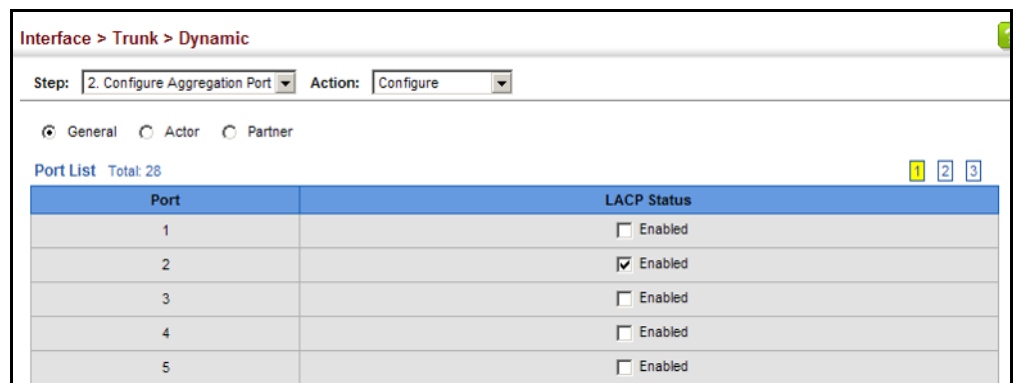 Interface > Trunk > Dynamic
Step: 2. Configure Aggregation Port Action: Configure
General Actor Partner
Port List Total: 28 1 2 3
Port LACP Status
1 Enabled
2 Enabled
3 Enabled
4 Enabled
5 Enabled